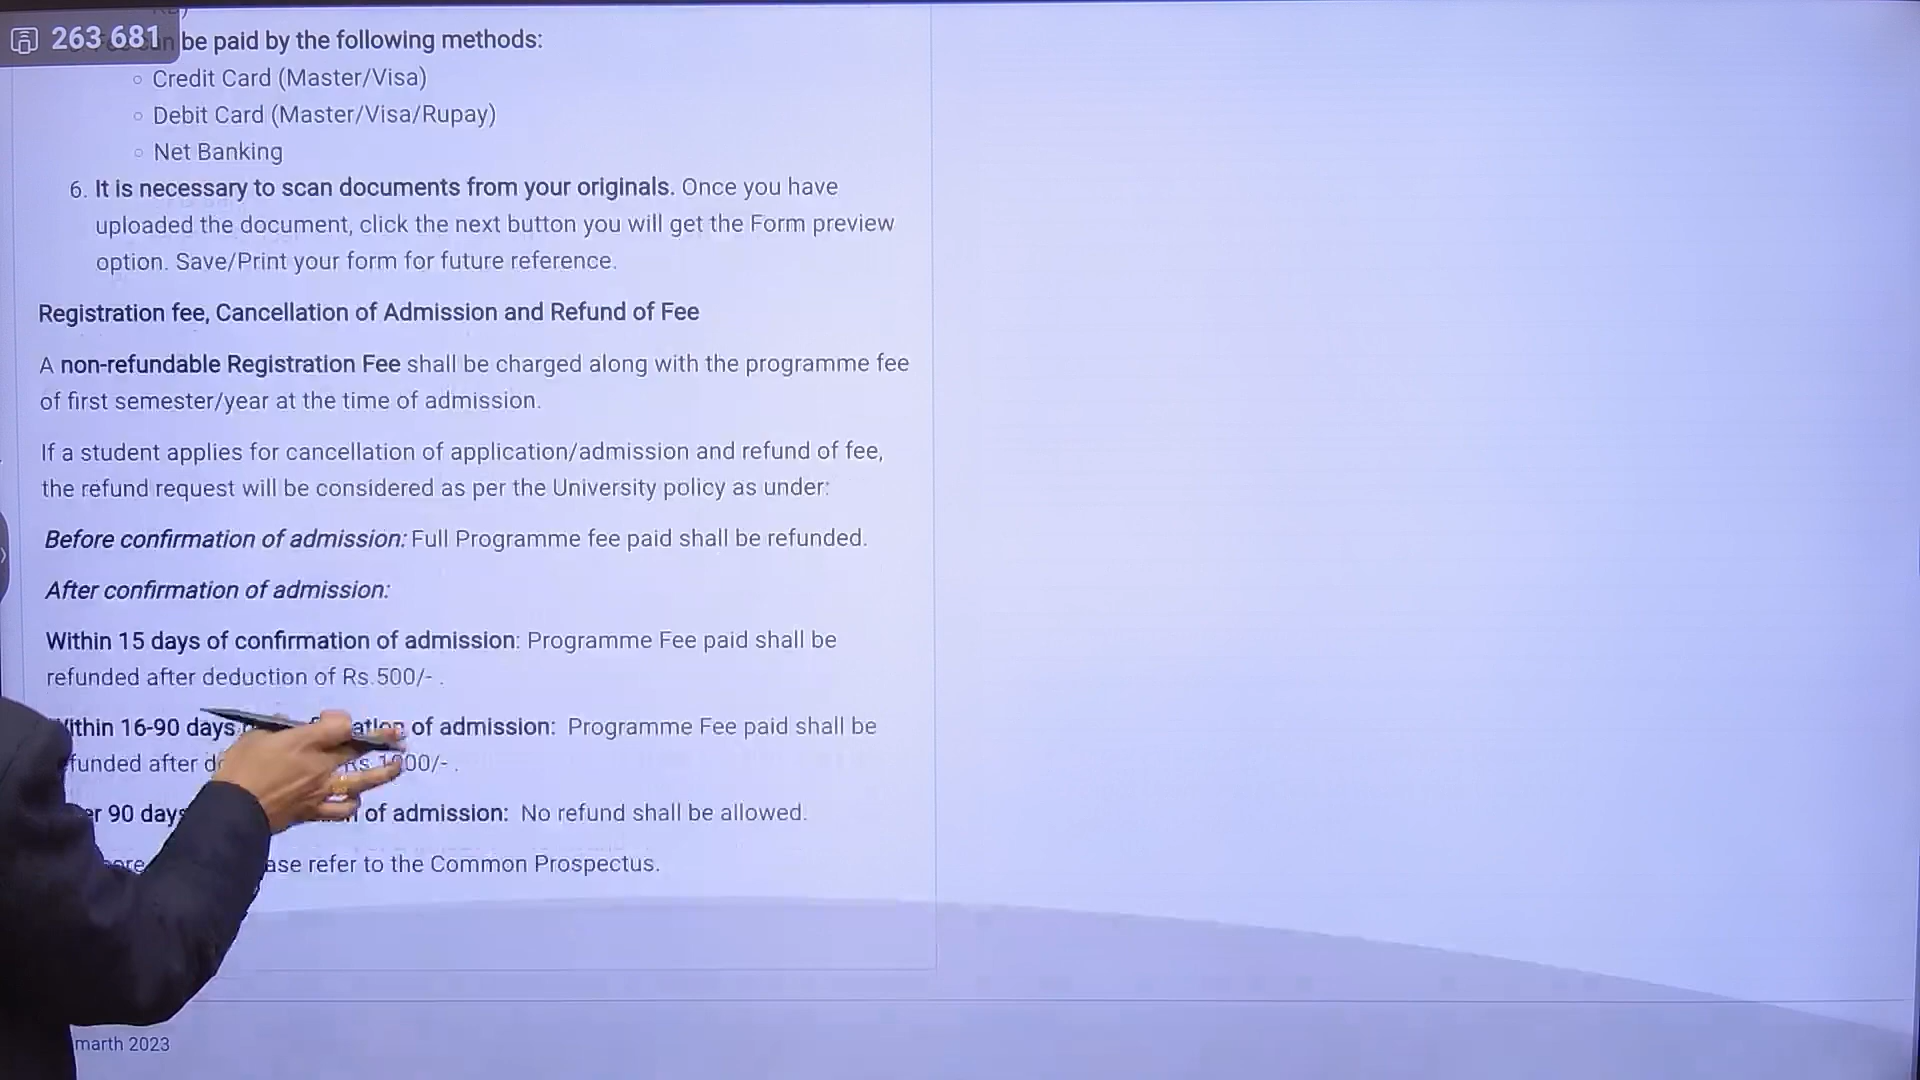 263 681
be paid by the following methods:
Credit Card (Master/Visa)
Debit Card (Master/Visa/Rupay)
Net Banking
6. It is necessary to scan documents from your originals. Once you have
uploaded the document, click the next button you will get the Form preview
option. Save/Print your form for future reference.
Registration fee, Cancellation of Admission and Refund of Fee
A non-refundable Registration Fee shall be charged along with the programme fee
of first semester/year at the time of admission.
If a student applies for cancellation of application/admission and refund of fee,
the refund request will be considered as per the University policy as under:
Before confirmation of admission: Full Programme fee paid shall be refunded.
After confirmation of admission:
Within 15 days of confirmation of admission: Programme Fee paid shall be
refunded after deduction of Rs.500/- .
ithin 16-90 days of admission: Programme Fee paid shall be
funded after Rs.1000/- .
er 90 days of admission: No refund shall be allowed.
ase refer to the Common Prospectus.
marth 2023